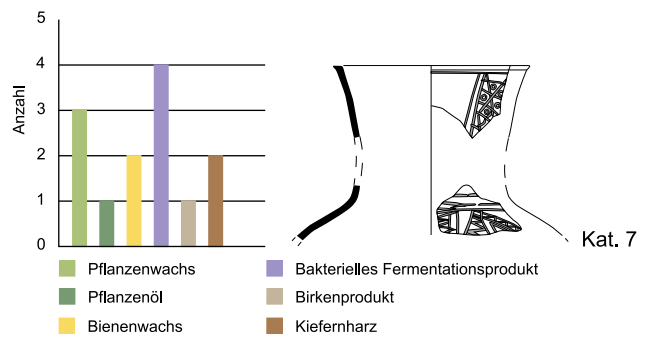 5
4
3
2
1
0
Anzahl
Kat. 7
Pflanzenwachs
Pflanzenöl
Bienenwachs
Bakterielles Fermentationsprodukt
Birkenprodukt
Kiefernharz